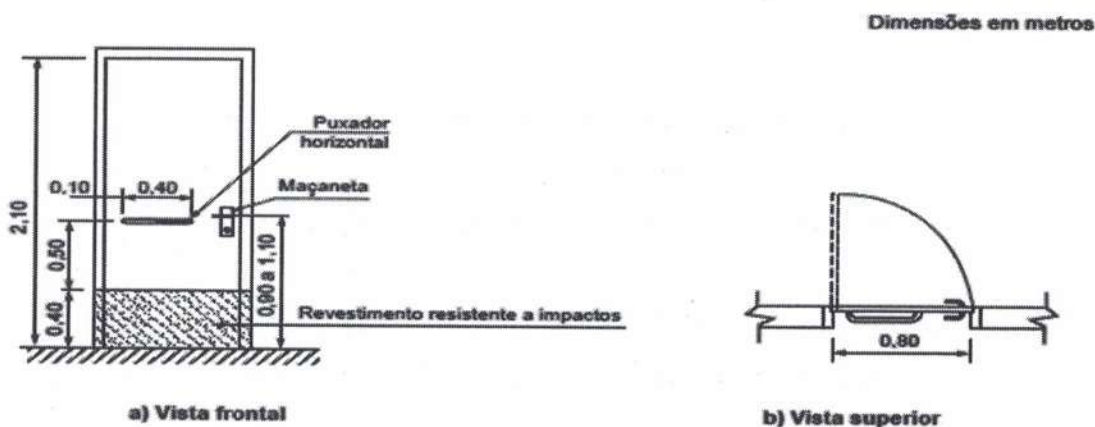 Dimensões em metros
Puxador
horizontal
0.10
0.40
Maçaneta
2,10
0,50
0,40
0,90 a 1,10
Revestimento resistente a impactos
0.80
a) Vista frontal
b) Vista superior